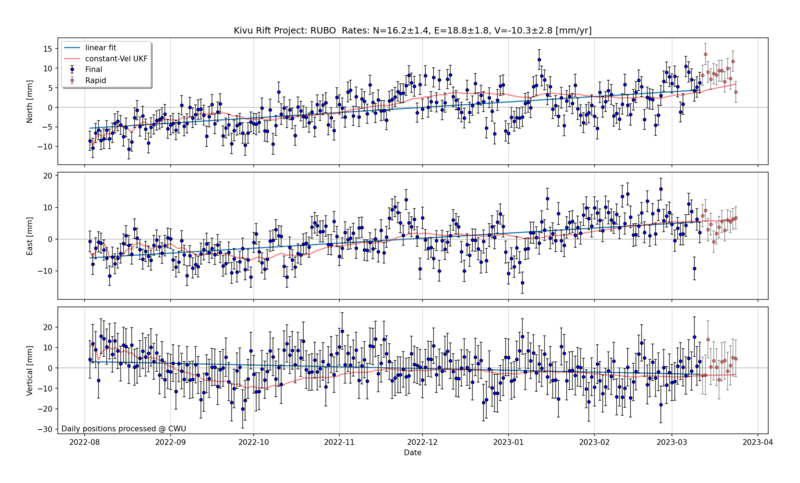 Kivu Rift Project: RUBO  Rates: N=16.2±1.4, E=18.8±1.8, V=-10.3±2.8 [mm/yr]
linear fit
constant-Vel UKF
Final
Rapid
North [mm]
15
10
5
0
−5
−10
East [mm]
20
10
0
−10
Vertical [mm]
20
10
0
−10
−20
−30
Daily positions processed @ CWU
2022-08 2022-09 2022-10 2022-11 2022-12 2023-01 2023-02 2023-03 2023-04
Date